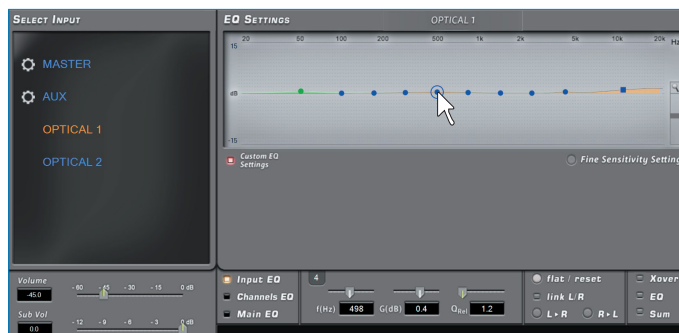 SELECT INPUT
MASTER
AUX
OPTICAL 1
OPTICAL 2
EQ SETTINGS
OPTICAL 1
20 50 100 200 500 1k 2k 5k 10k 20k Hz
15
dB
-15
Custom EQ
Settings
Fine Sensitivity Setting
Volume
-45.0
-60 -45 -30 -15 0 dB
Sub Vol
0.0
-12 -9 -6 -3 0 dB
Input EQ
Channels EQ
Main EQ
4
f(Hz) 498 G(dB) 0.4 QRel 1.2
flat / reset
link L/R
L▸R R▸L
Xover
EQ
Sum